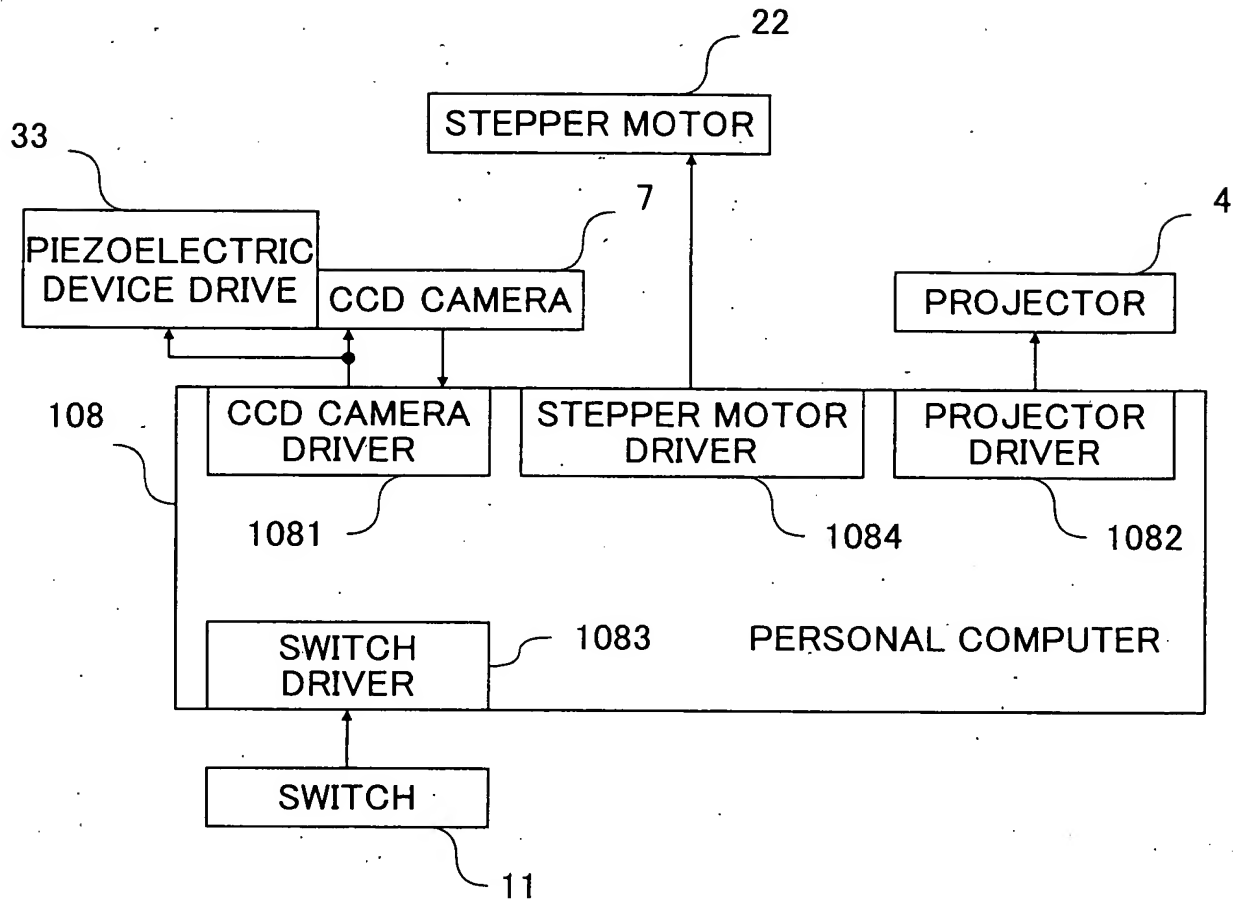 22
STEPPER MOTOR
33
7
4
PIEZOELECTRIC
DEVICE DRIVE
CCD CAMERA
PROJECTOR
108
CCD CAMERA
DRIVER
STEPPER MOTOR
DRIVER
PROJECTOR
DRIVER
1081
1084
1082
SWITCH
DRIVER
1083
PERSONAL COMPUTER
SWITCH
11